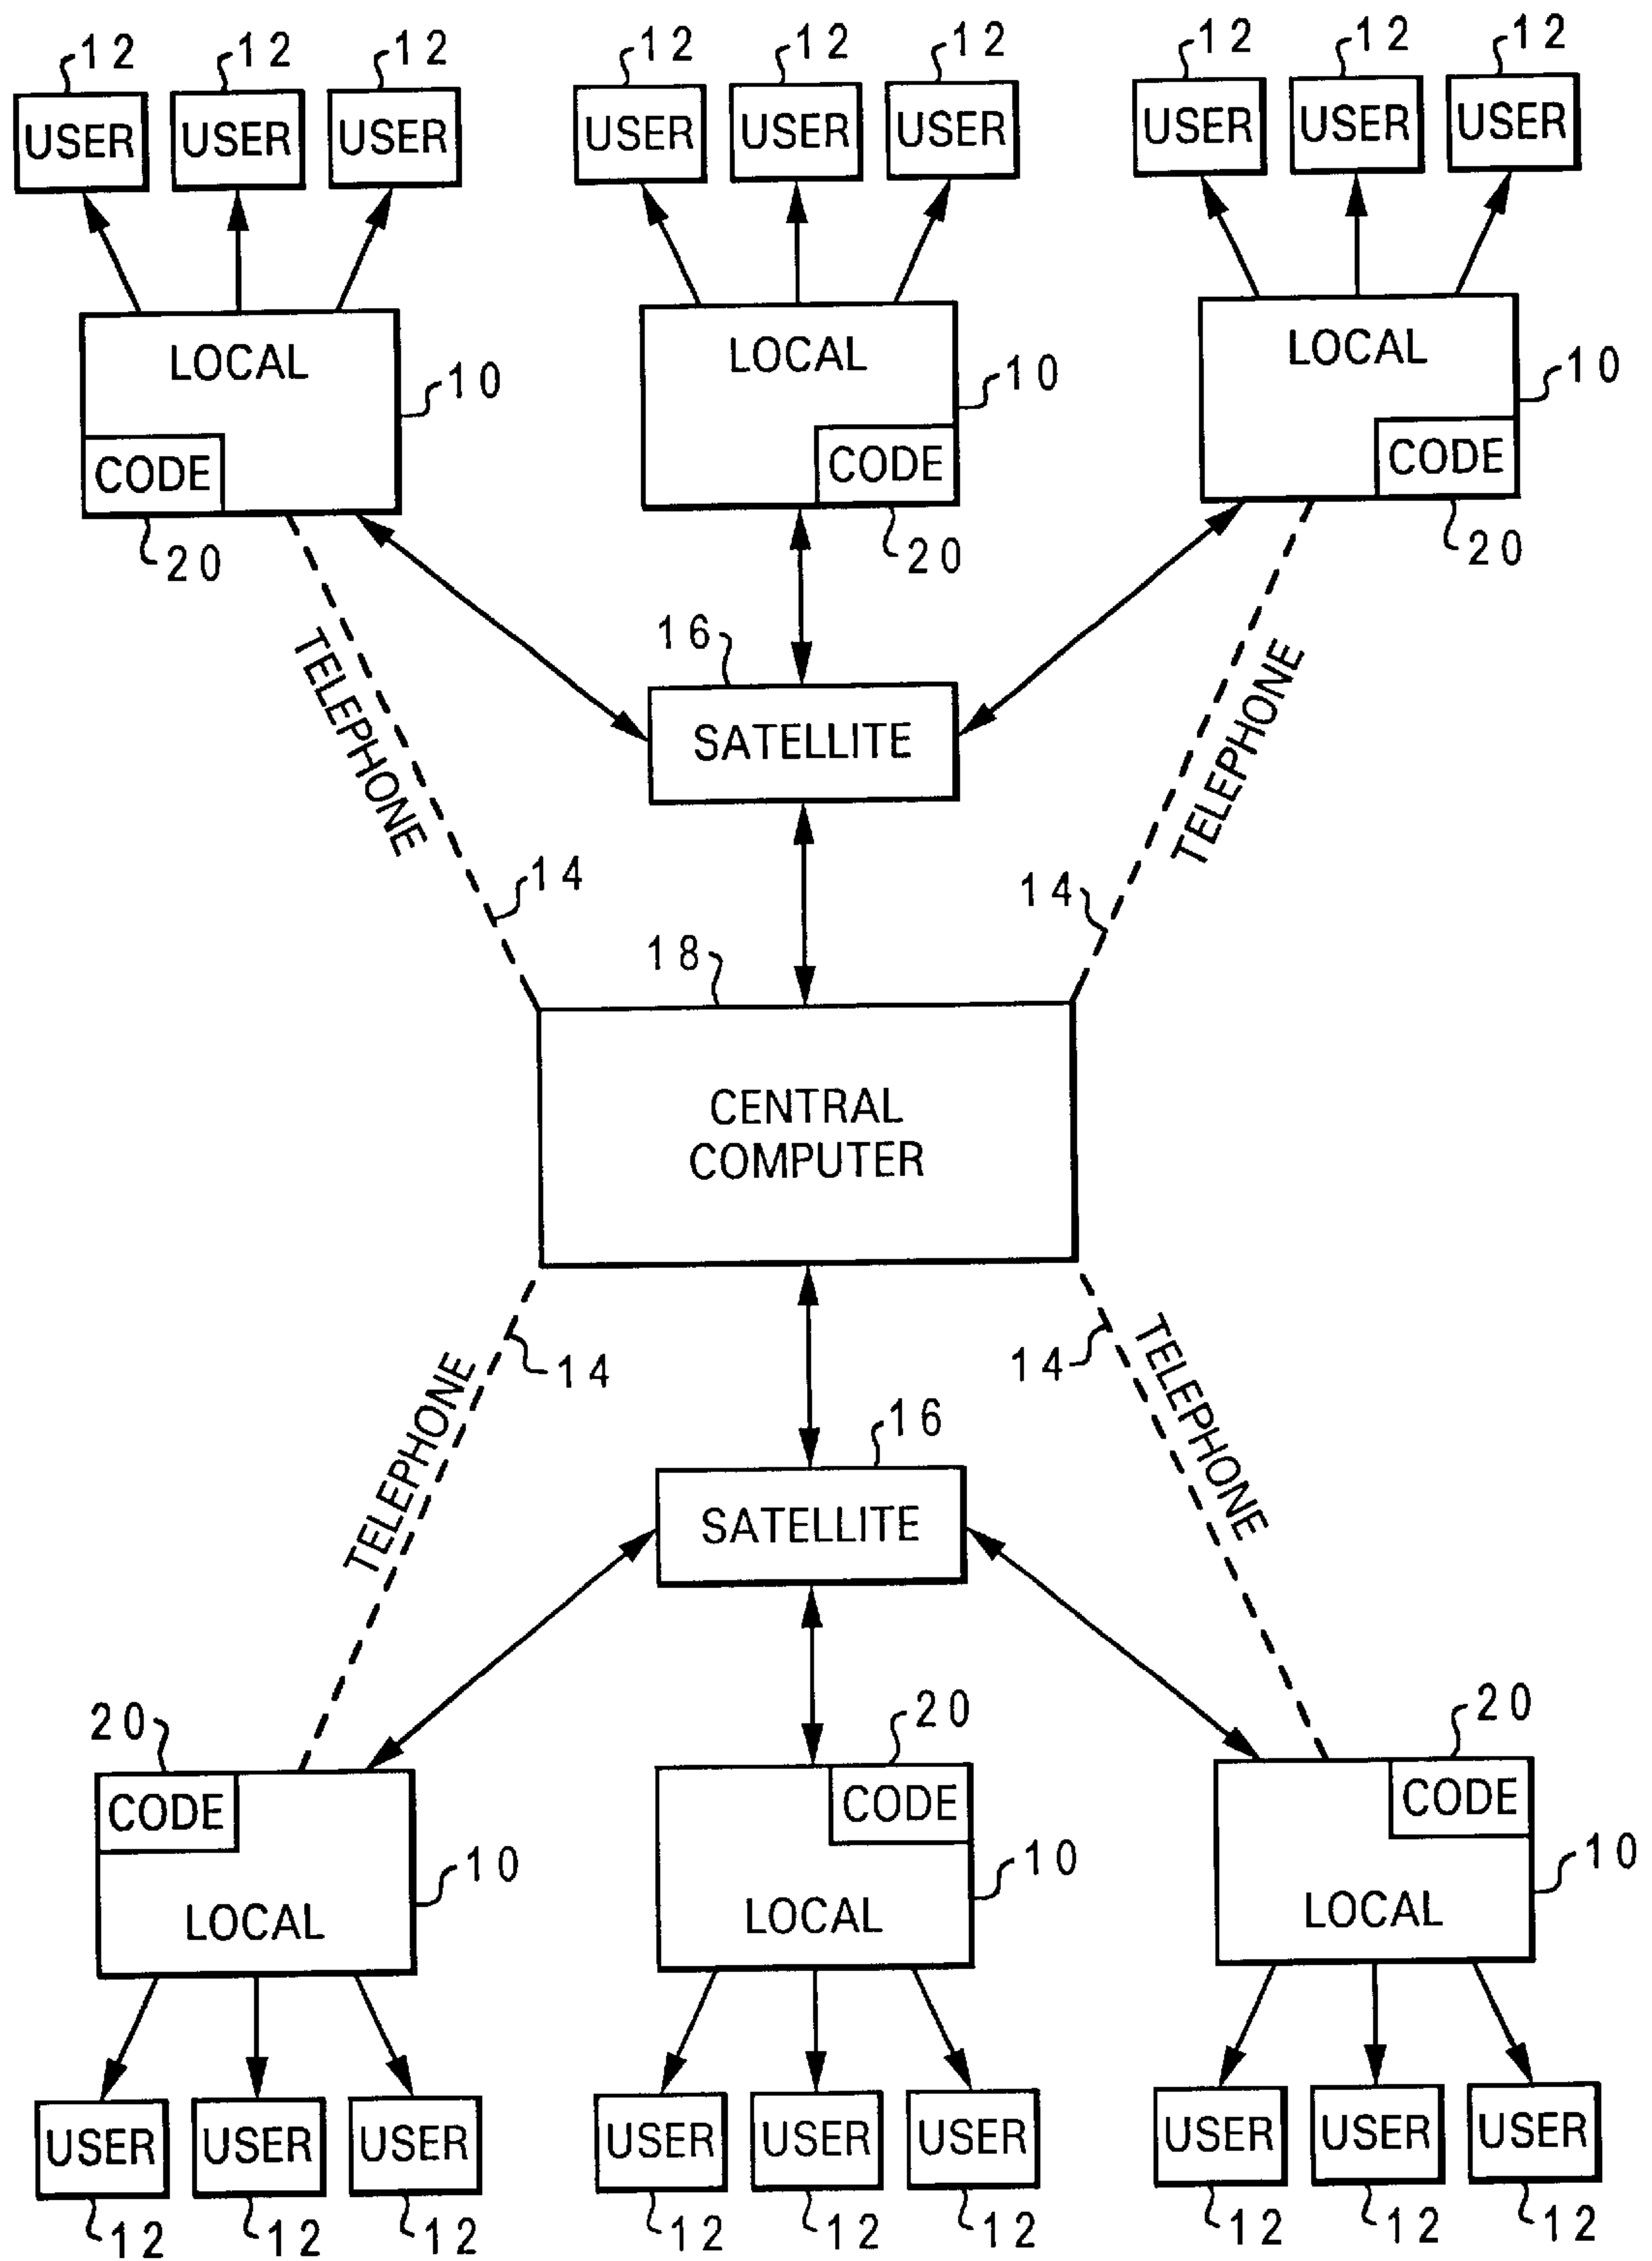 12 12 12 12 12 12 12 12 12
USER USER USER USER USER USER USER USER USER
LOCAL LOCAL LOCAL
10 10 10
CODE CODE CODE
20 20 20
16
TELEPHONE TELEPHONE
SATELLITE
14 14
18
CENTRAL
COMPUTER
14 14
TELEPHONE TELEPHONE
16
SATELLITE
20 20 20
CODE CODE CODE
10 10 10
LOCAL LOCAL LOCAL
USER USER USER USER USER USER USER USER USER
12 12 12 12 12 12 12 12 12